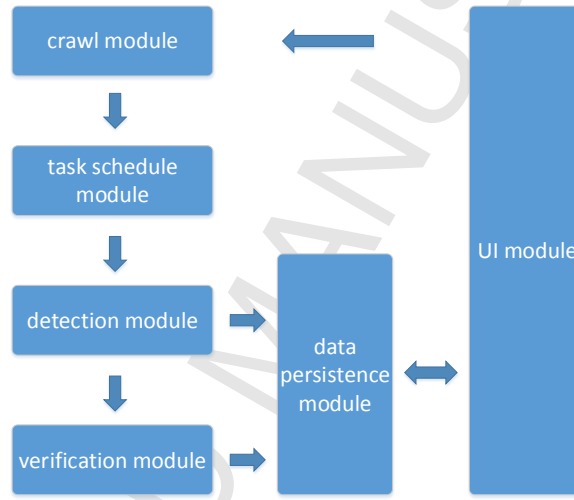 crawl module
task schedule
module
UI module
detection module
data
persistence
module
verification module